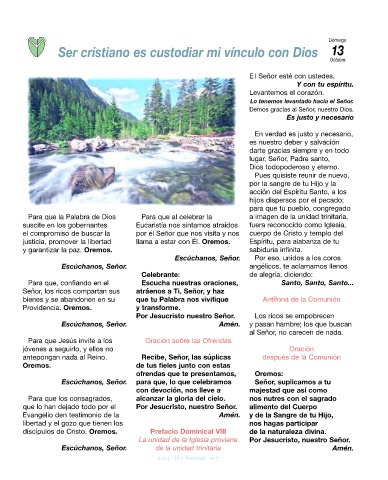 Domingo
13
Octubre
Ser cristiano es custodiar mi vínculo con Dios
Para que la Palabra de Dios
suscite en los gobernantes
el compromiso de buscar la
justicia, promover la libertad
y garantizar la paz. Oremos.
Escúchanos, Señor.
Para que, confiando en el
Señor, los ricos compartan sus
bienes y se abandonen en su
Providencia. Oremos.
Escúchanos, Señor.
Para que Jesús invite a los
jóvenes a seguirlo, y ellos no
antepongan nada al Reino.
Oremos.
Escúchanos, Señor.
Para que los consagrados,
que lo han dejado todo por el
Evangelio den testimonio de la
libertad y el gozo que tienen los
discípulos de Cristo. Oremos.
Escúchanos, Señor.
Para que al celebrar la
Eucaristía nos sintamos atraídos
por el Señor que nos visita y nos
llama a estar con Él. Oremos.
Escúchanos, Señor.
Celebrante:
Escucha nuestras oraciones,
atráenos a Ti, Señor, y haz
que tu Palabra nos vivifique
y transforme.
Por Jesucristo nuestro Señor.
Amén.
Oración sobre las Ofrendas
Recibe, Señor, las súplicas
de tus fieles junto con estas
ofrendas que te presentamos,
para que, lo que celebramos
con devoción, nos lleve a
alcanzar la gloria del cielo.
Por Jesucristo, nuestro Señor.
Amén.
Prefacio Dominical VIII
La unidad de la Iglesia proviene
de la unidad trinitaria
El Señor esté con ustedes.
Y con tu espíritu.
Levantemos el corazón.
Lo tenemos levantado hacia el Señor.
Demos gracias al Señor, nuestro Dios.
Es justo y necesario
En verdad es justo y necesario,
es nuestro deber y salvación
darte gracias siempre y en todo
lugar, Señor, Padre santo,
Dios todopoderoso y eterno.
Pues quisiste reunir de nuevo,
por la sangre de tu Hijo y la
acción del Espíritu Santo, a los
hijos dispersos por el pecado;
para que tu pueblo, congregado
a imagen de la unidad trinitaria,
fuera reconocido como Iglesia,
cuerpo de Cristo y templo del
Espíritu, para alabanza de tu
sabiduría infinita.
Por eso, unidos a los coros
angélicos, te aclamamos llenos
de alegría, diciendo:
Santo, Santo, Santo...
Antífona de la Comunión
Los ricos se empobrecen
y pasan hambre; los que buscan
al Señor, no carecen de nada.
Oración
después de la Comunión
Oremos:
Señor, suplicamos a tu
majestad que así como
nos nutres con el sagrado
alimento del Cuerpo
y de la Sangre de tu Hijo,
nos hagas participar
de la naturaleza divina.
Por Jesucristo, nuestro Señor.
Amén.